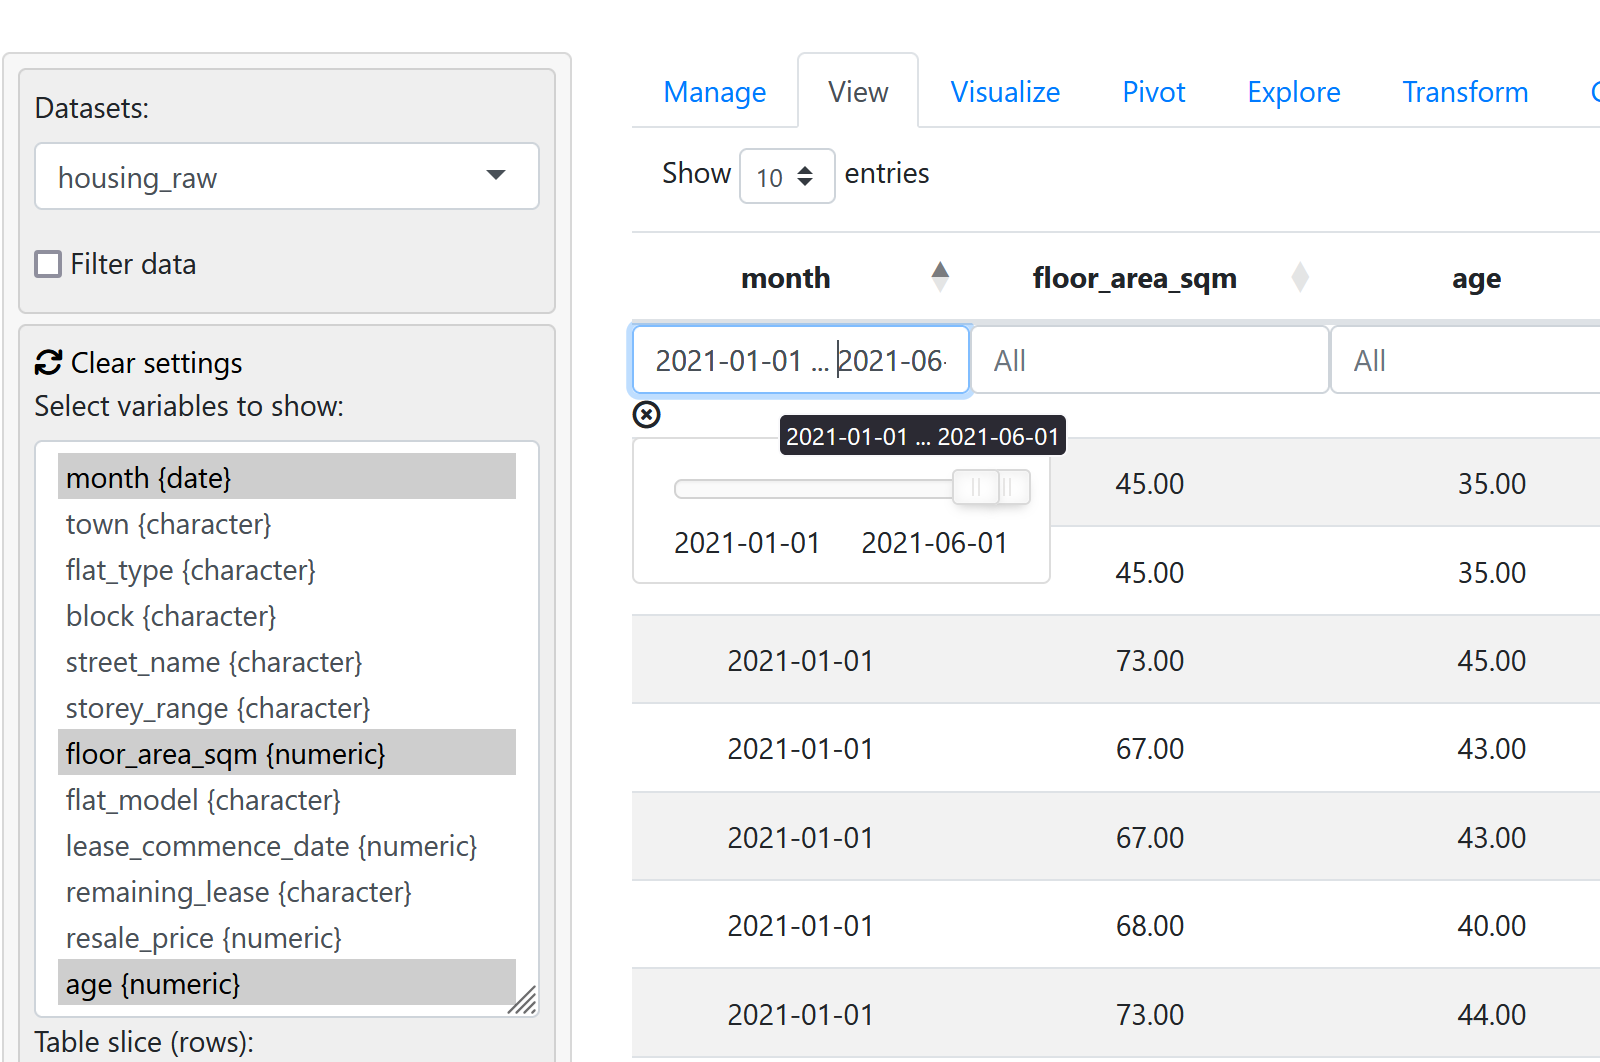 Datasets:
housing_raw
Filter data
Clear settings
Select variables to show:
month {date}
town {character}
flat_type {character}
block {character}
street_name {character}
storey_range {character}
floor_area_sqm {numeric}
flat_model {character}
lease_commence_date {numeric}
remaining_lease {character}
resale_price {numeric}
age {numeric}
Table slice (rows):
Manage View Visualize Pivot Explore Transform
Show 10 entries
month floor_area_sqm age
2021-01-01 ... 2021-06- All All
2021-01-01 ... 2021-06-01
2021-01-01 2021-06-01
45.00 35.00
45.00 35.00
2021-01-01 73.00 45.00
2021-01-01 67.00 43.00
2021-01-01 67.00 43.00
2021-01-01 68.00 40.00
2021-01-01 73.00 44.00